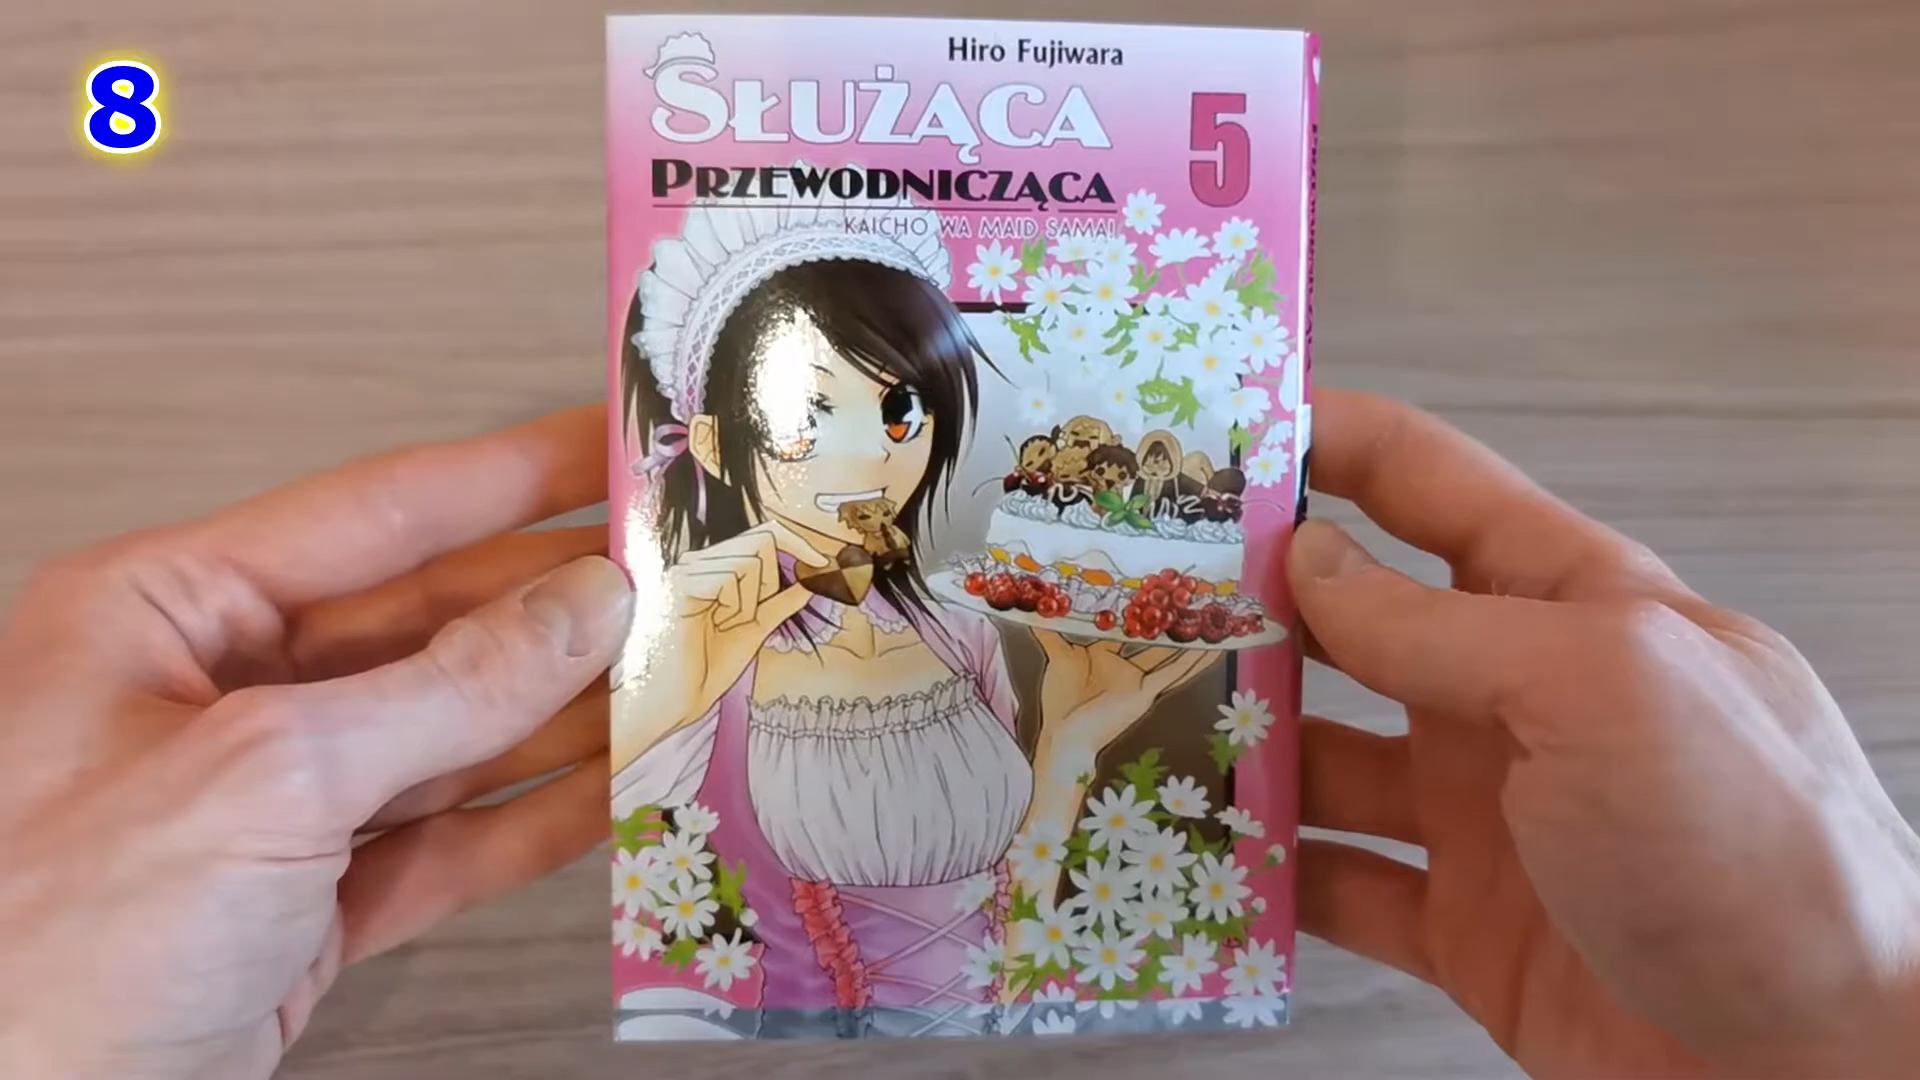 8
Hiro Fujiwara
SŁUŻĄCA
5
PRZEWODNICZĄCA
KAICHO WA MAID SAMA!